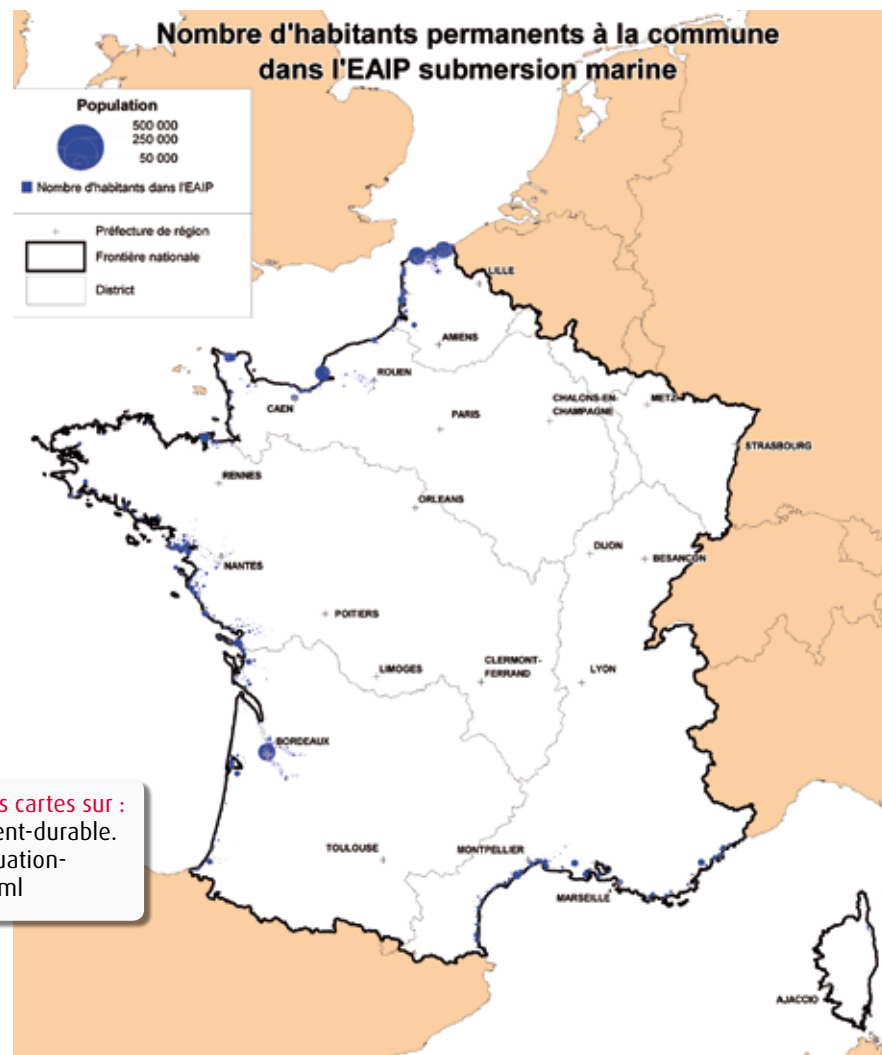 Nombre d'habitants permanents à la commune
dans l'EAIP submersion marine
Population
500 000
250 000
50 000
Nombre d'habitants dans l'EAIP
Préfecture de région
Frontière nationale
District
LILLE
AMIENS
ROUEN
CAEN
CHALONS-EN-
CHAMPAGNE
METZ
PARIS
STRASBOURG
RENNES
ORLEANS
DIJON
BESANCON
NANTES
POITIERS
LIMOGES
CLERMONT-
FERRAND
LYON
BORDEAUX
s cartes sur :
ent-durable.
uation-
ml
TOULOUSE
MONTPELLIER
MARSEILLE
AJACCIO